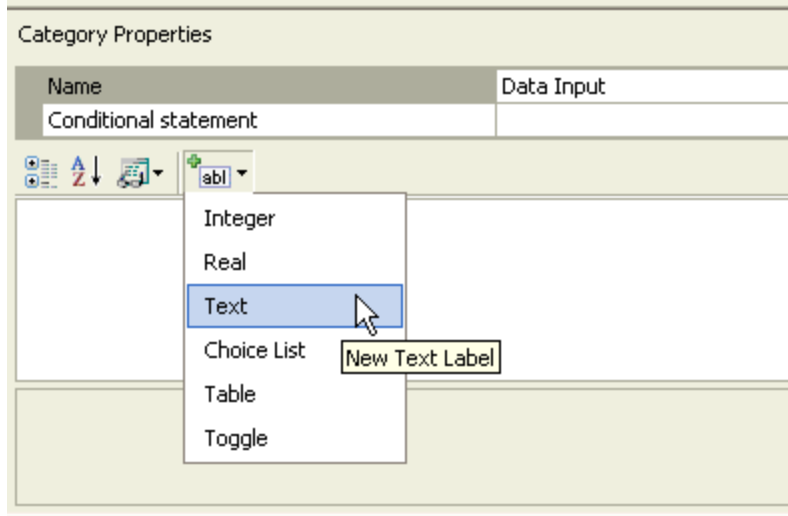 Category Properties
Name Data Input
Conditional statement
A Z abl
Integer
Real
Text
Choice List
New Text Label
Table
Toggle